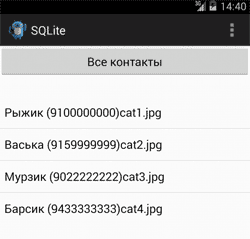 3G 14:40
SQLite
Все контакты
Рыжик (9100000000)cat1.jpg
Васька (9159999999)cat2.jpg
Мурзик (9022222222)cat3.jpg
Барсик (9433333333)cat4.jpg